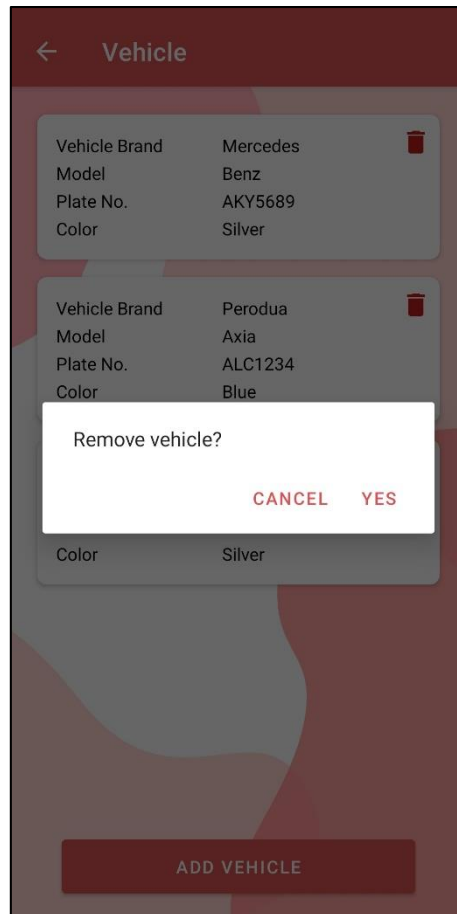 Vehicle
Vehicle Brand Mercedes
Model Benz
Plate No. AKY5689
Color Silver
Vehicle Brand Perodua
Model Axia
Plate No. ALC1234
Color Blue
Remove vehicle?
CANCEL YES
Color Silver
ADD VEHICLE